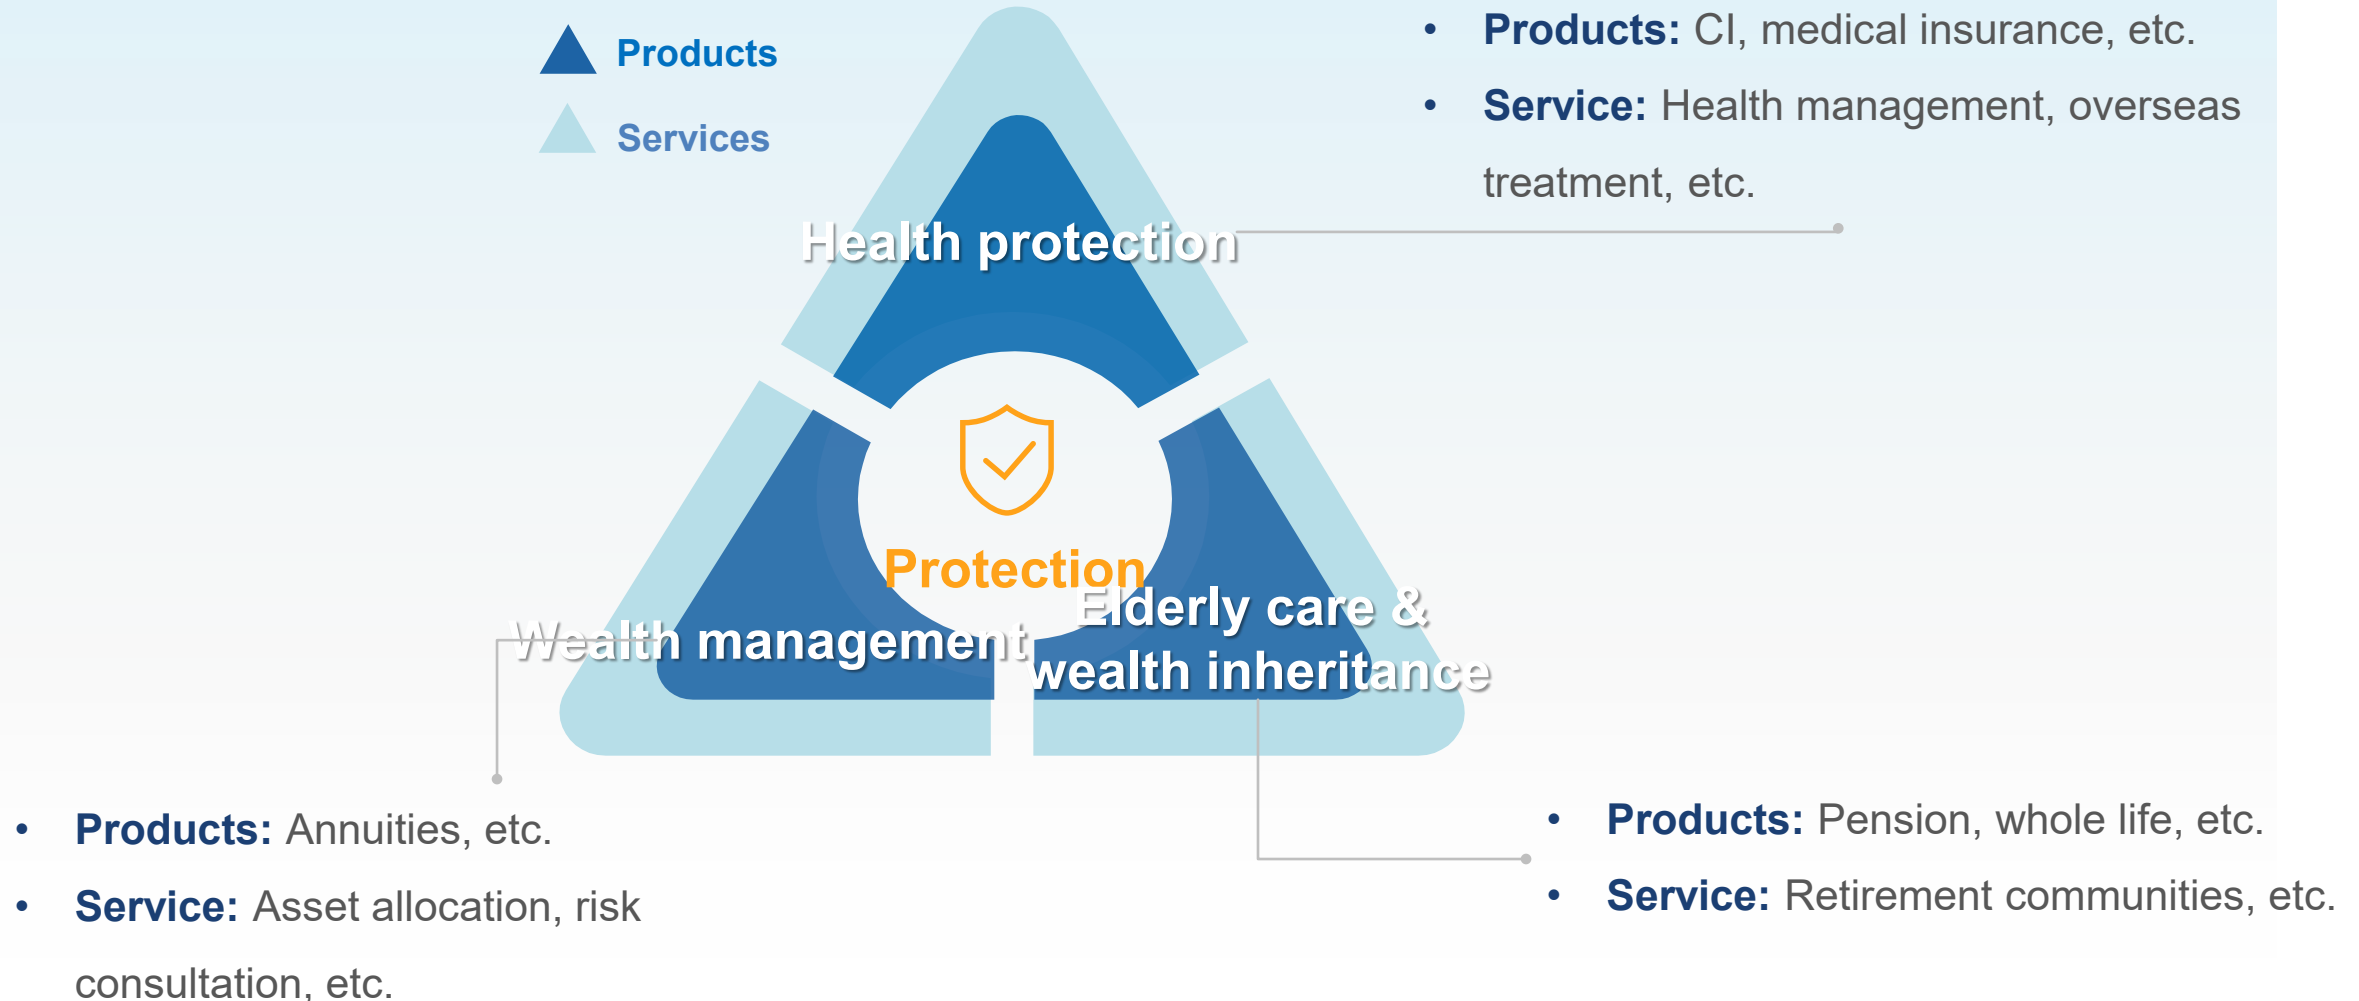 Products
Services
• Products: CI, medical insurance, etc.
• Service: Health management, overseas
treatment, etc.
Health protection
Protection
Wealth management
Elderly care &
wealth inheritance
• Products: Annuities, etc.
• Service: Asset allocation, risk
consultation, etc.
• Products: Pension, whole life, etc.
• Service: Retirement communities, etc.